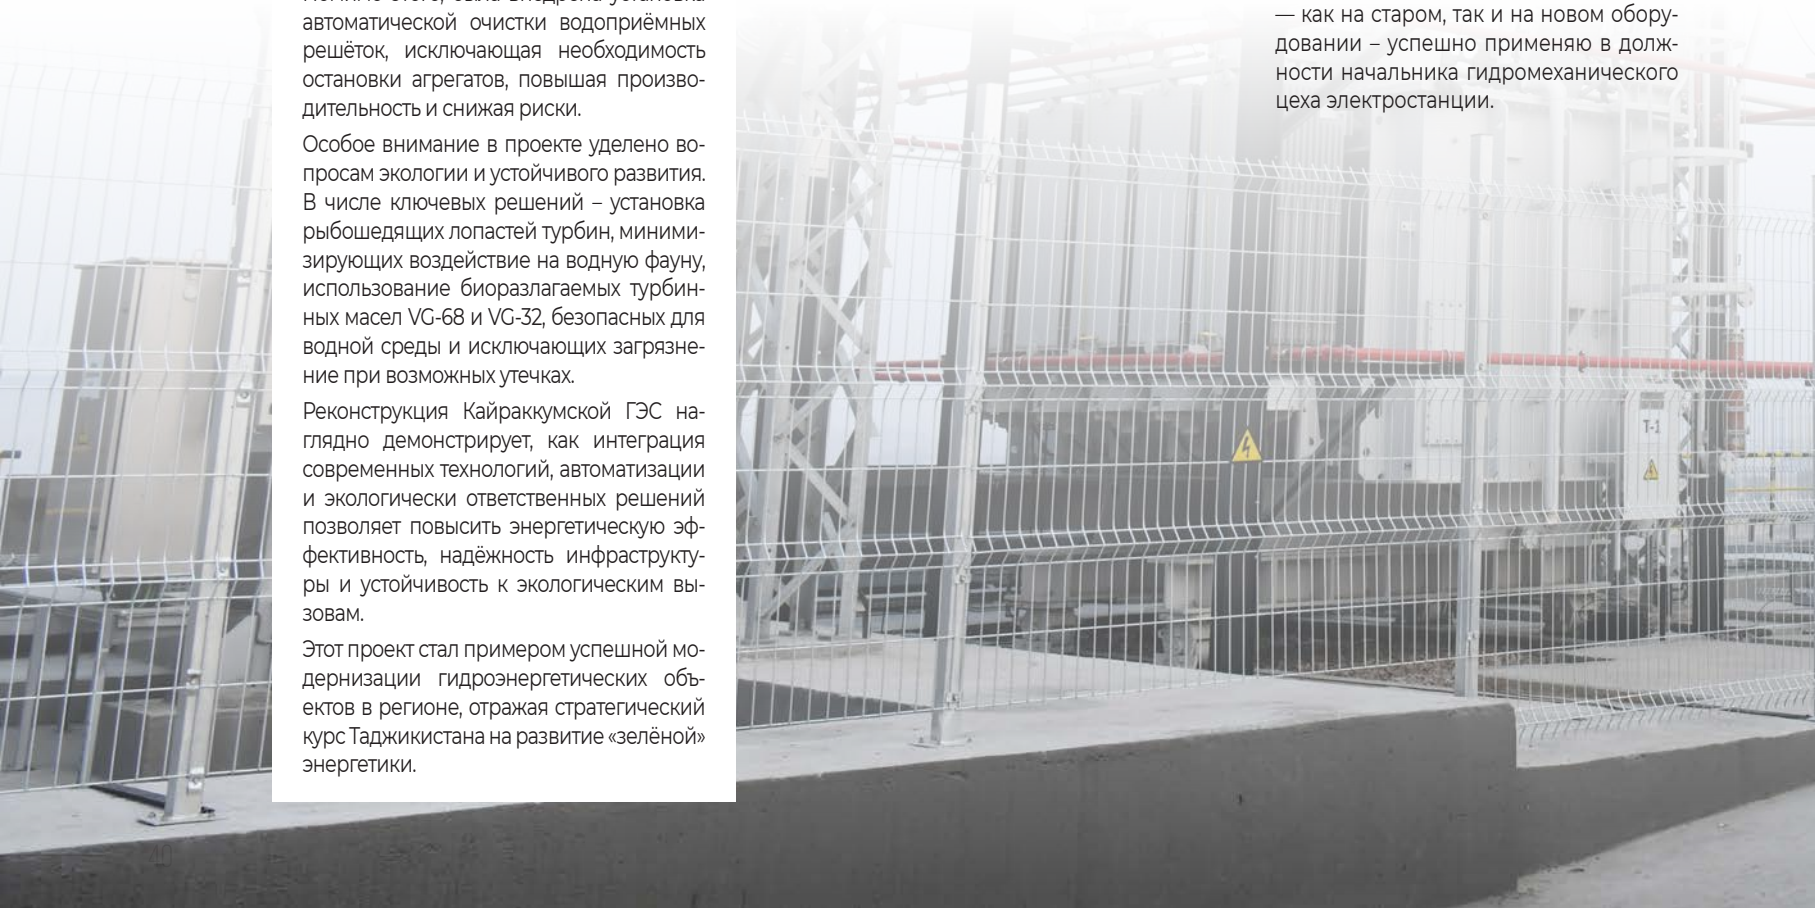 Помимо этого, была внедрена установка
автоматической очистки водоприёмных
решёток, исключающая необходимость
остановки агрегатов, повышая произво-
дительность и снижая риски.
Особое внимание в проекте уделено во-
просам экологии и устойчивого развития.
В числе ключевых решений – установка
рыбошедящих лопастей турбин, миними-
зирующих воздействие на водную фауну,
использование биоразлагаемых турбин-
ных масел VG-68 и VG-32, безопасных для
водной среды и исключающих загрязне-
ние при возможных утечках.
Реконструкция Кайраккумской ГЭС на-
глядно демонстрирует, как интеграция
современных технологий, автоматизации
и экологически ответственных решений
позволяет повысить энергетическую эф-
фективность, надёжность инфраструкту-
ры и устойчивость к экологическим вы-
зовам.
Этот проект стал примером успешной мо-
дернизации гидроэнергетических объ-
ектов в регионе, отражая стратегический
курс Таджикистана на развитие «зелёной»
энергетики.
— как на старом, так и на новом обору-
довании – успешно применяю в долж-
ности начальника гидромеханического
цеха электростанции.
T-1
40